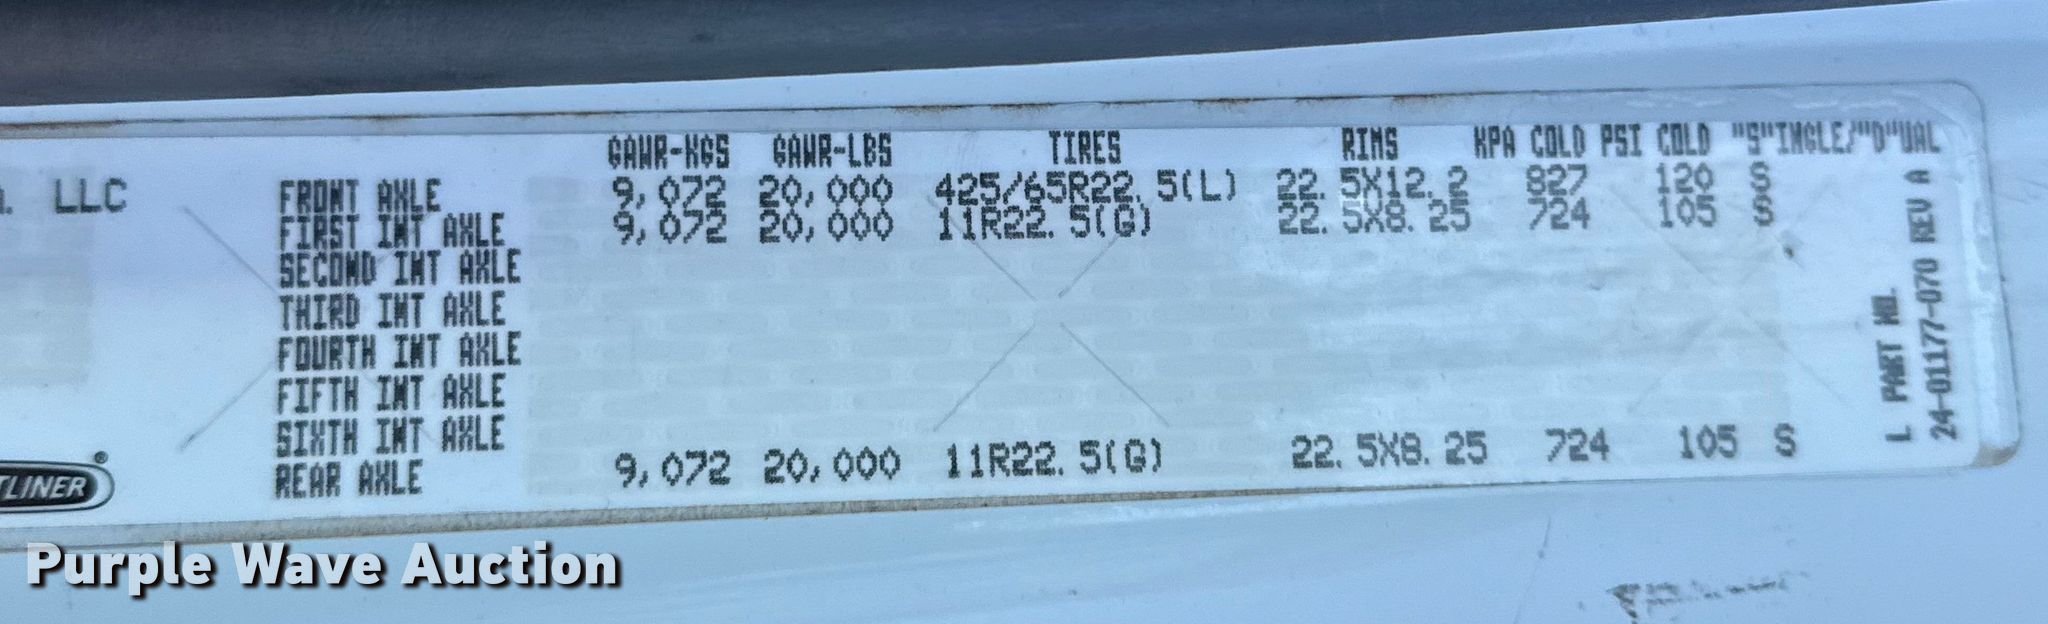 GAWR-KGS GAWR-LBS TIRES RIMS KPA COLD PSI COLD "S"INGLE/"D"UAL
LLC
FRONT AXLE 9,072 20,000 425/65R22.5(L) 22.5X12.2 827 120 S
FIRST INT AXLE 9,072 20,000 11R22.5(G) 22.5X8.25 724 105 S
SECOND INT AXLE
THIRD INT AXLE
FOURTH INT AXLE
FIFTH INT AXLE
SIXTH INT AXLE
REAR AXLE 9,072 20,000 11R22.5(G) 22.5X8.25 724 105 S
L PART NO.
24-01177-070 REV A
TLINER®
Purple Wave Auction